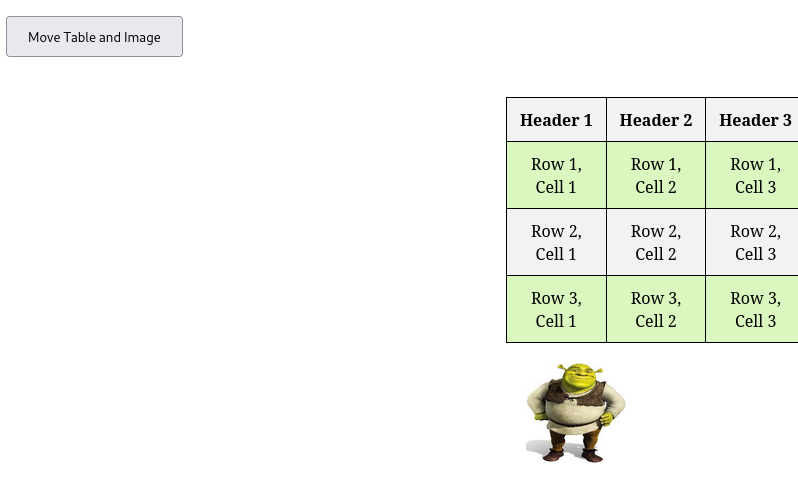 Move Table and Image
Header 1 Header 2 Header 3
Row 1, Row 1, Row 1,
Cell 1 Cell 2 Cell 3
Row 2, Row 2, Row 2,
Cell 1 Cell 2 Cell 3
Row 3, Row 3, Row 3,
Cell 1 Cell 2 Cell 3